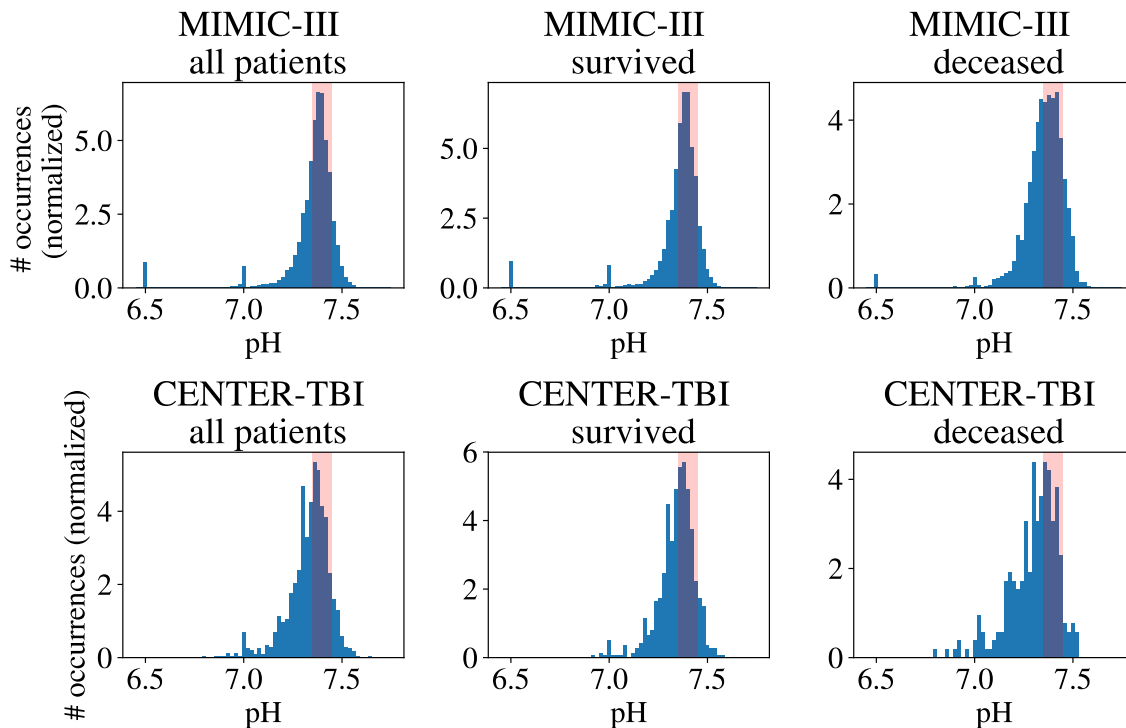 MIMIC-III
all patients
MIMIC-III
survived
MIMIC-III
deceased
# occurrences
(normalized)
5.0
2.5
0.0
6.5 7.0 7.5
pH
5.0
2.5
0.0
6.5 7.0 7.5
pH
4
2
0
6.5 7.0 7.5
pH
CENTER-TBI
all patients
CENTER-TBI
survived
CENTER-TBI
deceased
# occurrences (normalized)
4
2
0
6.5 7.0 7.5
pH
6
4
2
0
6.5 7.0 7.5
pH
4
2
0
6.5 7.0 7.5
pH